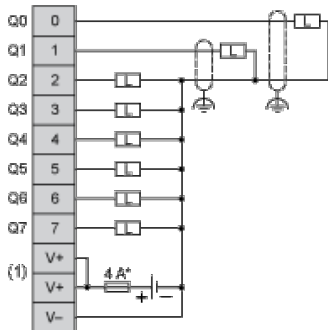 Q0 0 L
Q1 1 L
Q2 2 L
Q3 3 L
Q4 4 L
Q5 5 L
Q6 6 L
Q7 7 L
V+
(1) V+ 4 A* + −
V−